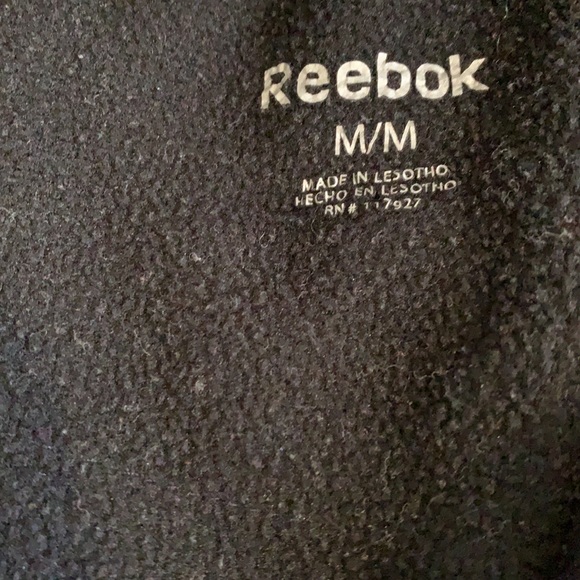 Reebok
M/M
MADE IN LESOTHO
HECHO EN LESOTHO
RN# 117927